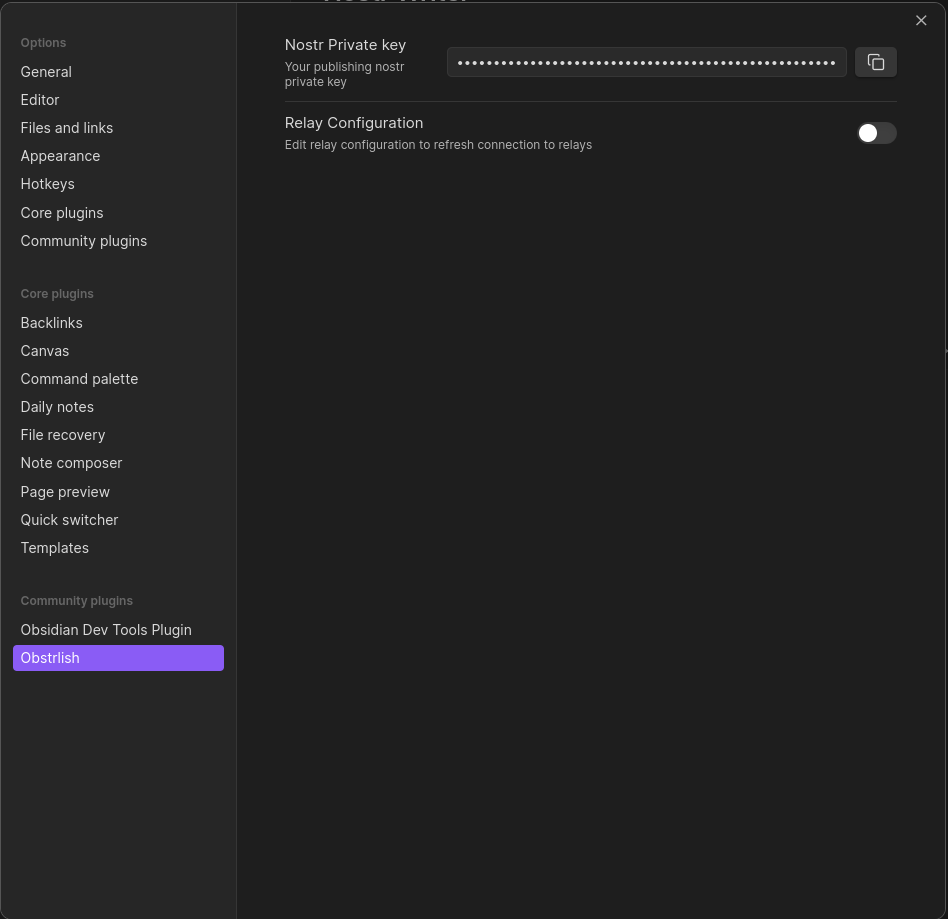 Options
General
Editor
Files and links
Appearance
Hotkeys
Core plugins
Community plugins
Core plugins
Backlinks
Canvas
Command palette
Daily notes
File recovery
Note composer
Page preview
Quick switcher
Templates
Community plugins
Obsidian Dev Tools Plugin
Obstrlish
Nostr Private key
Your publishing nostr
private key
Relay Configuration
Edit relay configuration to refresh connection to relays